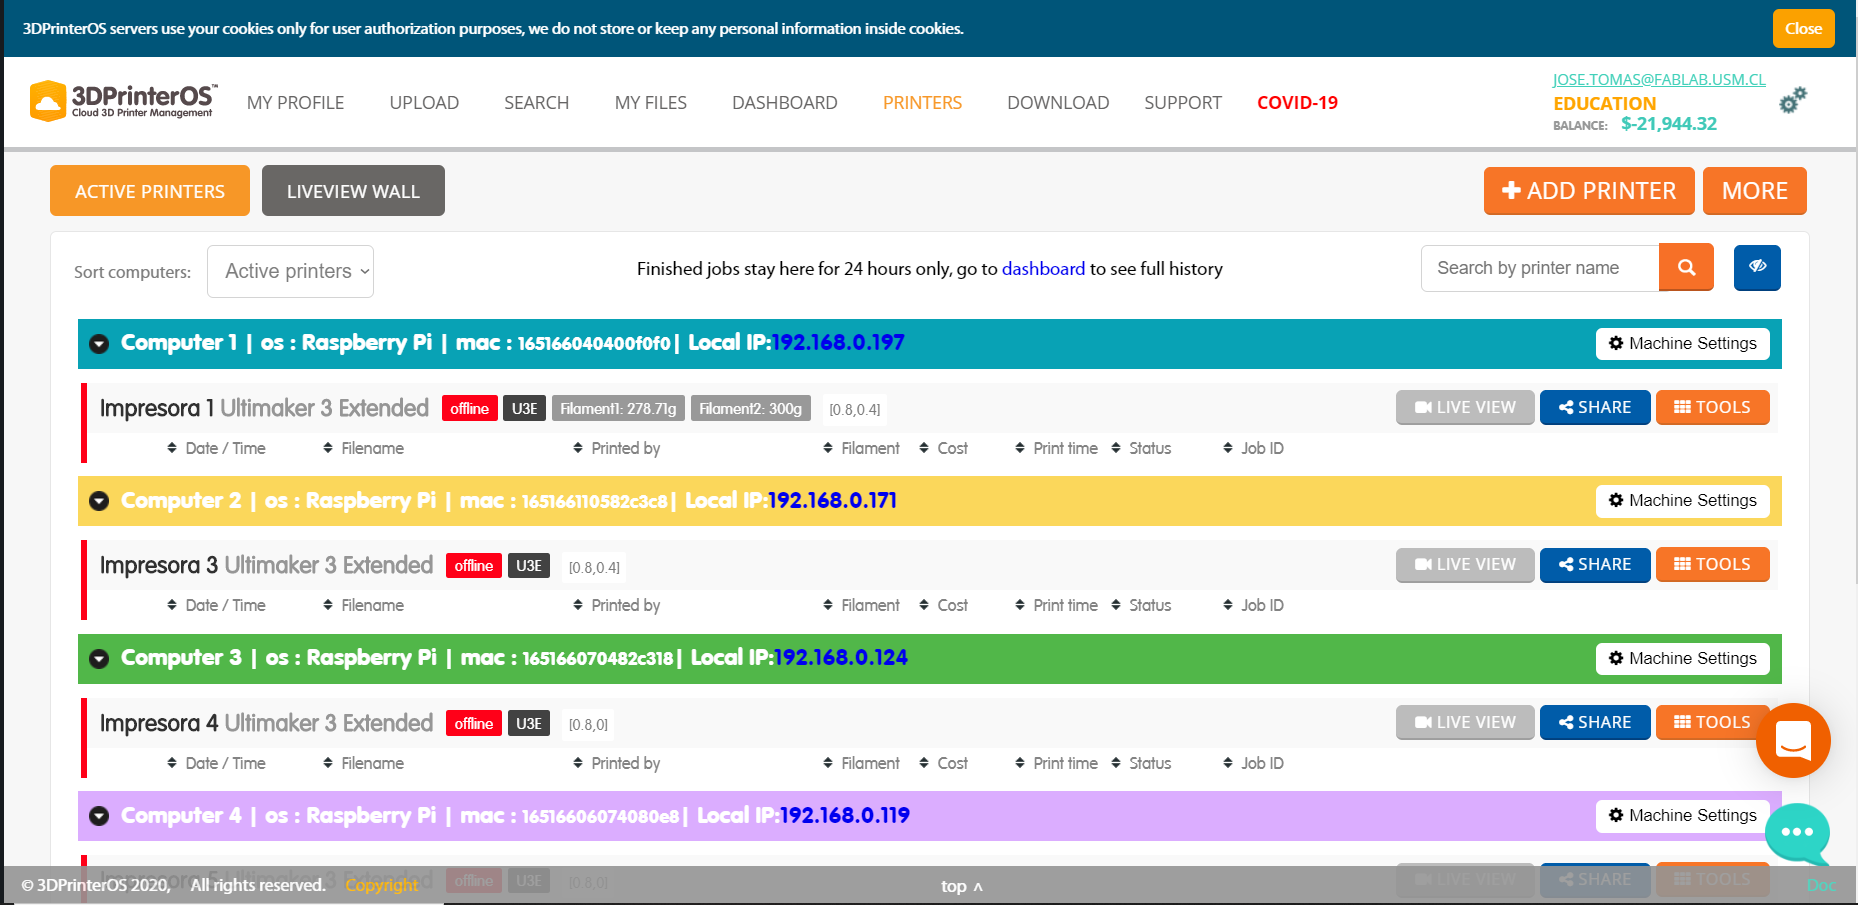 3DPrinterOS servers use your cookies only for user authorization purposes, we do not store or keep any personal information inside cookies.
Close
3DPrinterOS™
Cloud 3D Printer Management
MY PROFILE UPLOAD SEARCH MY FILES DASHBOARD PRINTERS DOWNLOAD SUPPORT COVID-19
JOSE.TOMAS@FABLAB.USM.CL
EDUCATION
BALANCE: $-21,944.32
ACTIVE PRINTERS LIVEVIEW WALL ADD PRINTER MORE
Sort computers: Active printers Finished jobs stay here for 24 hours only, go to dashboard to see full history Search by printer name
Computer 1 | os : Raspberry Pi | mac : 165166040400f0f0| Local IP:192.168.0.197 Machine Settings
Impresora 1 Ultimaker 3 Extended offline U3E Filament1: 278.71g Filament2: 300g [0.8,0.4] LIVE VIEW SHARE TOOLS
Date / Time Filename Printed by Filament Cost Print time Status Job ID
Computer 2 | os : Raspberry Pi | mac : 165166110582c3c8| Local IP:192.168.0.171 Machine Settings
Impresora 3 Ultimaker 3 Extended offline U3E [0.8,0.4] LIVE VIEW SHARE TOOLS
Date / Time Filename Printed by Filament Cost Print time Status Job ID
Computer 3 | os : Raspberry Pi | mac : 165166070482c318| Local IP:192.168.0.124 Machine Settings
Impresora 4 Ultimaker 3 Extended offline U3E [0.8,0] LIVE VIEW SHARE TOOLS
Date / Time Filename Printed by Filament Cost Print time Status Job ID
Computer 4 | os : Raspberry Pi | mac : 16516606074080e8| Local IP:192.168.0.119 Machine Settings
offline U3E [0.8,0] LIVE VIEW SHARE TOOLS
© 3DPrinterOS 2020, All rights reserved. Copyright top ʌ Doc